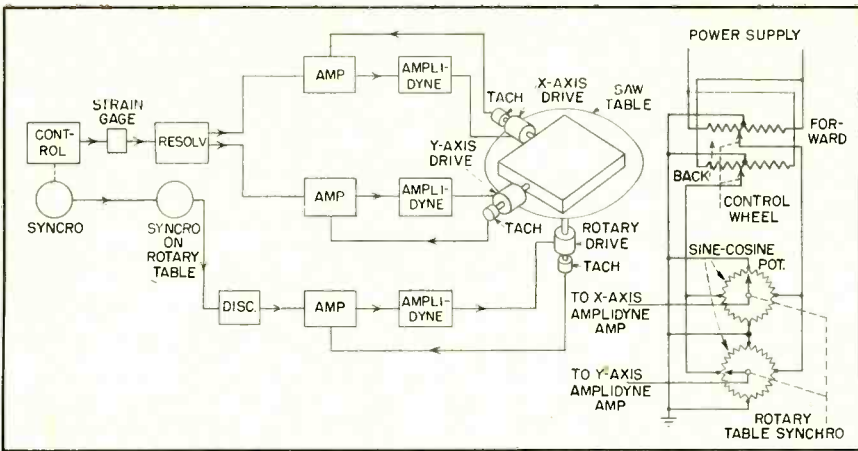 STRAIN
GAGE
CONT-
ROL
RESOLV
AMP
AMPLI-
DYNE
TACH
X-AXIS
DRIVE
SAW
TABLE
Y-AXIS
DRIVE
AMP
AMPLI-
DYNE
TACH
ROTARY
DRIVE
TACH
SYNCRO
SYNCRO
ON
ROTARY
TABLE
DISC.
AMP
AMPLI-
DYNE
POWER SUPPLY
FOR-
WARD
BACK
CONTROL
WHEEL
SINE-COSINE
POT.
TO X-AXIS
AMPLIDYNE
AMP
TO Y-AXIS
AMPLIDYNE
AMP
ROTARY
TABLE SYNCHRO